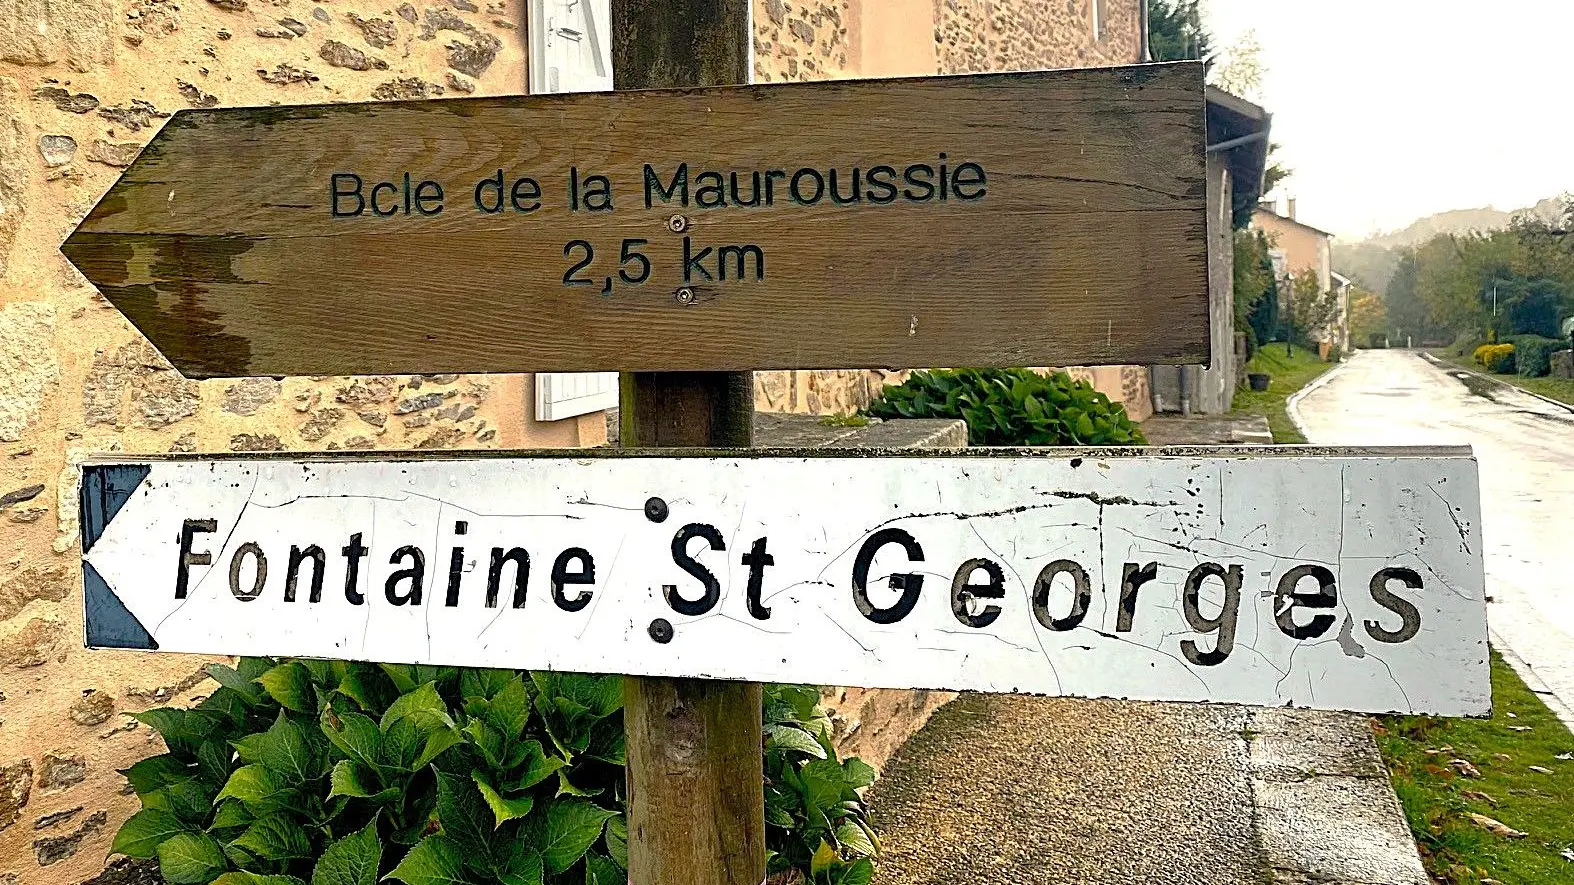 Bcle de la Mauroussie
2,5 km
Fontaine St Georges